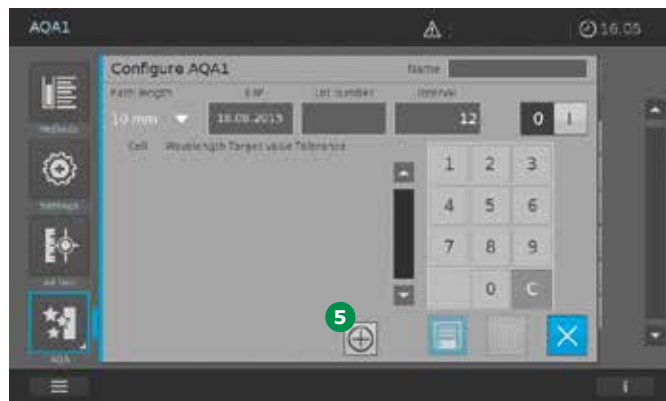 AQA1
16.05
Configure AQA1
Name
Path length
EXP
Lot number
Interval
10 mm
18.08.2015
12
0
I
Cell Wavelength Target value Tolerance
1 2 3
4 5 6
7 8 9
0 C
5
Methods
Settings
AQA
i